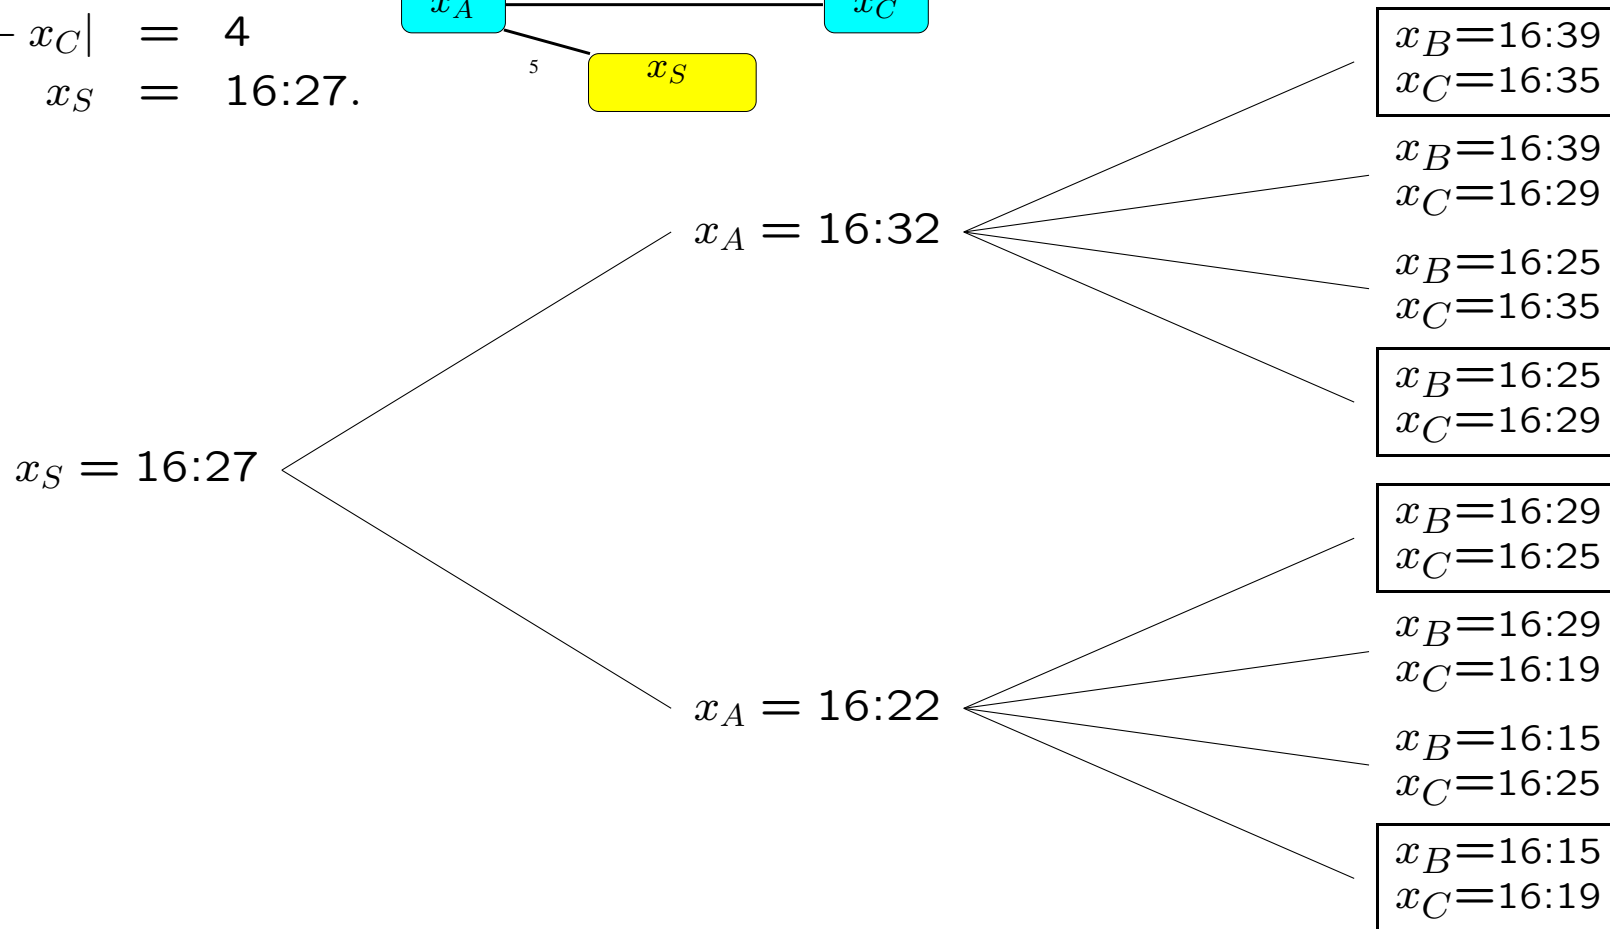 x_A x_C
− x_C| = 4
5 x_S
x_S = 16:27.
x_B=16:39
x_C=16:35
x_B=16:39
x_C=16:29
x_A = 16:32
x_B=16:25
x_C=16:35
x_B=16:25
x_C=16:29
x_S = 16:27
x_B=16:29
x_C=16:25
x_B=16:29
x_C=16:19
x_A = 16:22
x_B=16:15
x_C=16:25
x_B=16:15
x_C=16:19